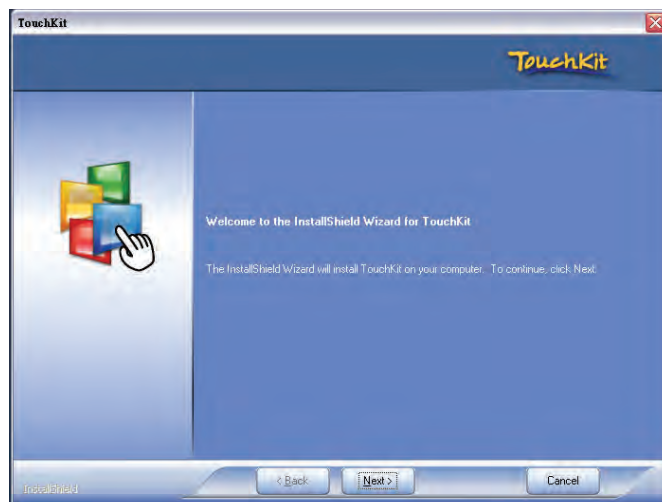 TouchKit
TouchKit
Welcome to the InstallShield Wizard for TouchKit
The InstallShield Wizard will install TouchKit on your computer. To continue, click Next
InstallShield
< Back
Next >
Cancel